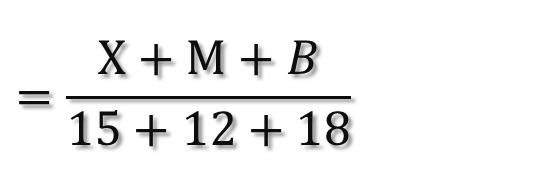 = X + M + B
15 + 12 + 18